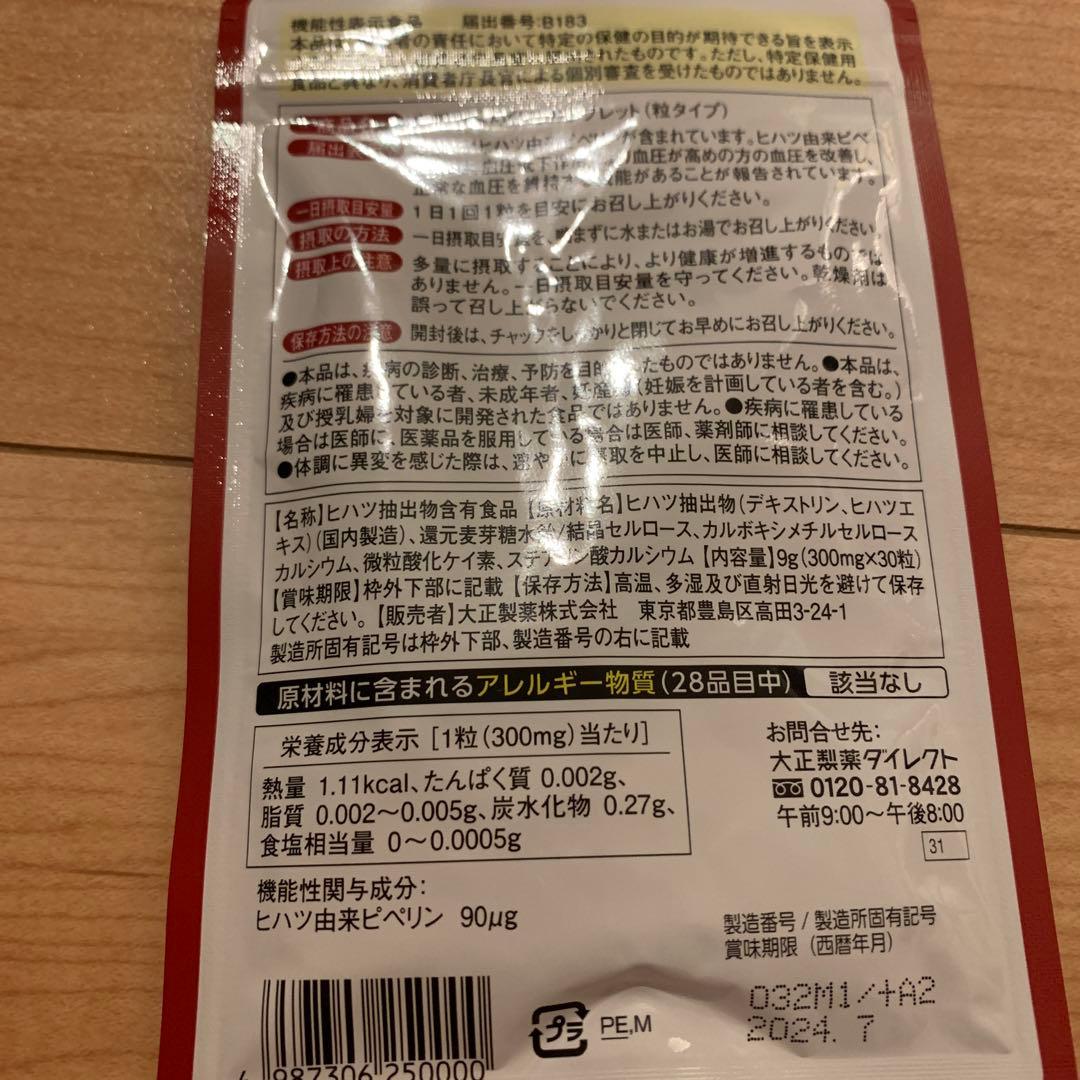 機能性表示食品 届出番号:B183
本品は の責任において特定の保健の目的が期待できる旨を表示
されたものです。ただし、特定保健用
食品と異なり、消費者庁長官による個別審査を受けたものではありません。
ブレット(粒タイプ)
届出表 ヒハツ由 が含まれています。ヒハツ由来ピペ
血圧が高めの方の血圧を改善し、
正常な血圧を維持する 能があることが報告されています。
一日摂取目安量 1日1回1粒を目安にお召し上がりください。
摂取の方法 一日摂取目安量を、噛まずに水またはお湯でお召し上がりください。
摂取上の注意 多量に摂取することにより、より健康が増進するものでは
ありません。一日摂取目安量を守ってください。乾燥剤は
誤って召し上がらないでください。
保存方法の注意 開封後は、チャックをしっかりと閉じてお早めにお召し上がりください。
●本品は、疾病の診断、治療、予防を目的 したものではありません。●本品は、
疾病に罹患している者、未成年者、妊産婦(妊娠を計画している者を含む。)
及び授乳婦を対象に開発された食品ではありません。●疾病に罹患している
場合は医師に、医薬品を服用している場合は医師、薬剤師に相談してください。
●体調に異変を感じた際は、速やかに摂取を中止し、医師に相談してください。
【名称】ヒハツ抽出物含有食品 【原材料名】ヒハツ抽出物(デキストリン、ヒハツエ
キス)(国内製造)、還元麦芽糖水飴/結晶セルロース、カルボキシメチルセルロース
カルシウム、微粒酸化ケイ素、ステアリン酸カルシウム 【内容量】9g(300mg×30粒)
【賞味期限】枠外下部に記載 【保存方法】高温、多湿及び直射日光を避けて保存
してください。【販売者】大正製薬株式会社 東京都豊島区高田3-24-1
製造所固有記号は枠外下部、製造番号の右に記載
原材料に含まれるアレルギー物質(28品目中) 該当なし
栄養成分表示 [1粒(300mg)当たり]
熱量 1.11kcal、たんぱく質 0.002g、
脂質 0.002〜0.005g、炭水化物 0.27g、
食塩相当量 0〜0.0005g
お問合せ先:
大正製薬ダイレクト
0120-81-8428
午前9:00〜午後8:00
31
機能性関与成分:
ヒハツ由来ピペリン 90μg
製造番号/製造所固有記号
賞味期限(西暦年月)
032M1/+A2
2024. 7
プラ PE,M
4 987306 250000